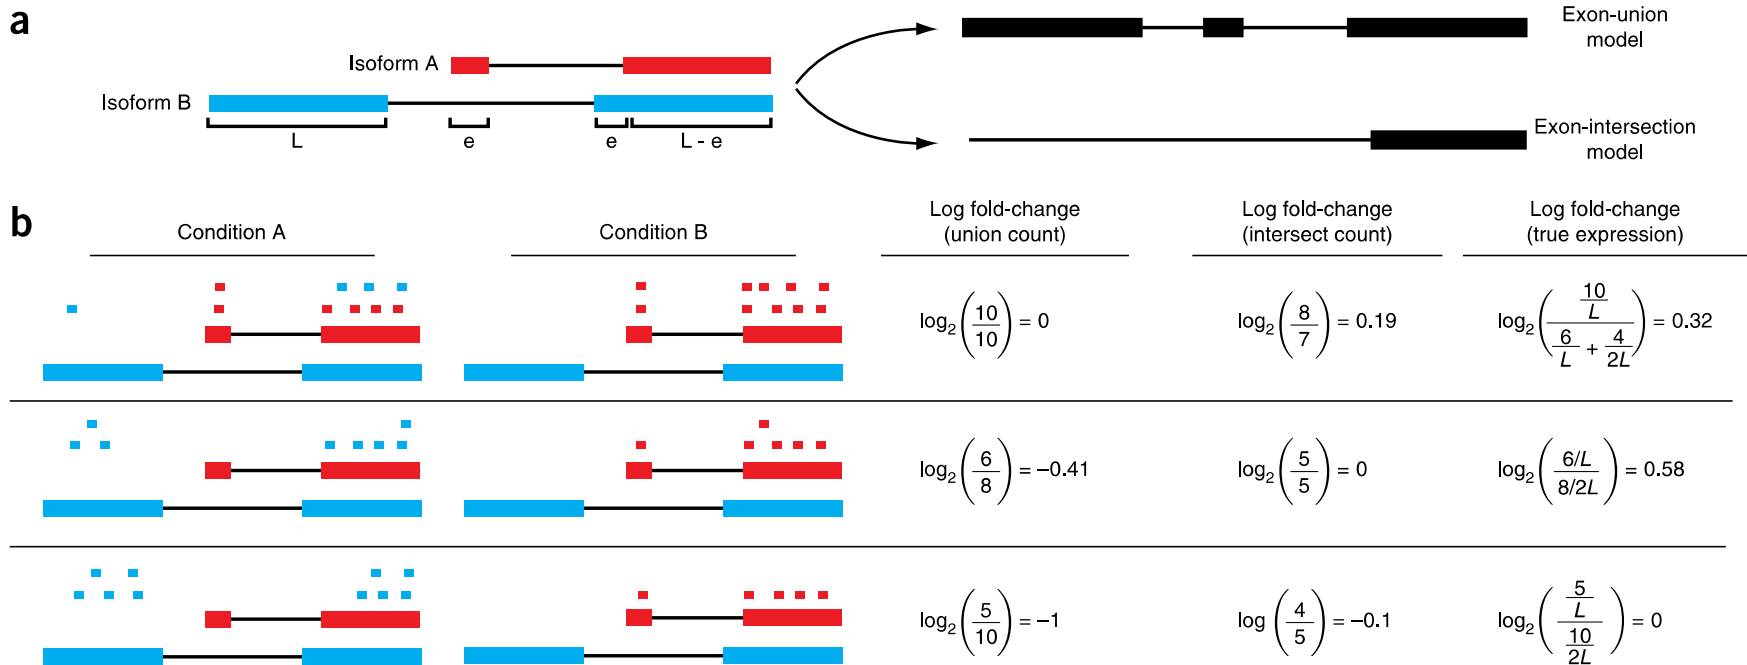 a
Isoform A
Isoform B
L
e
e
L - e
Exon-union
model
Exon-intersection
model
b
Condition A
Condition B
Log fold-change
(union count)
Log fold-change
(intersect count)
Log fold-change
(true expression)
log₂(10/10) = 0
log₂(8/7) = 0.19
log₂((10/L)/(6/L + 4/2L)) = 0.32
log₂(6/8) = –0.41
log₂(5/5) = 0
log₂((6/L)/(8/2L)) = 0.58
log₂(5/10) = –1
log (4/5) = –0.1
log₂((5/L)/(10/2L)) = 0